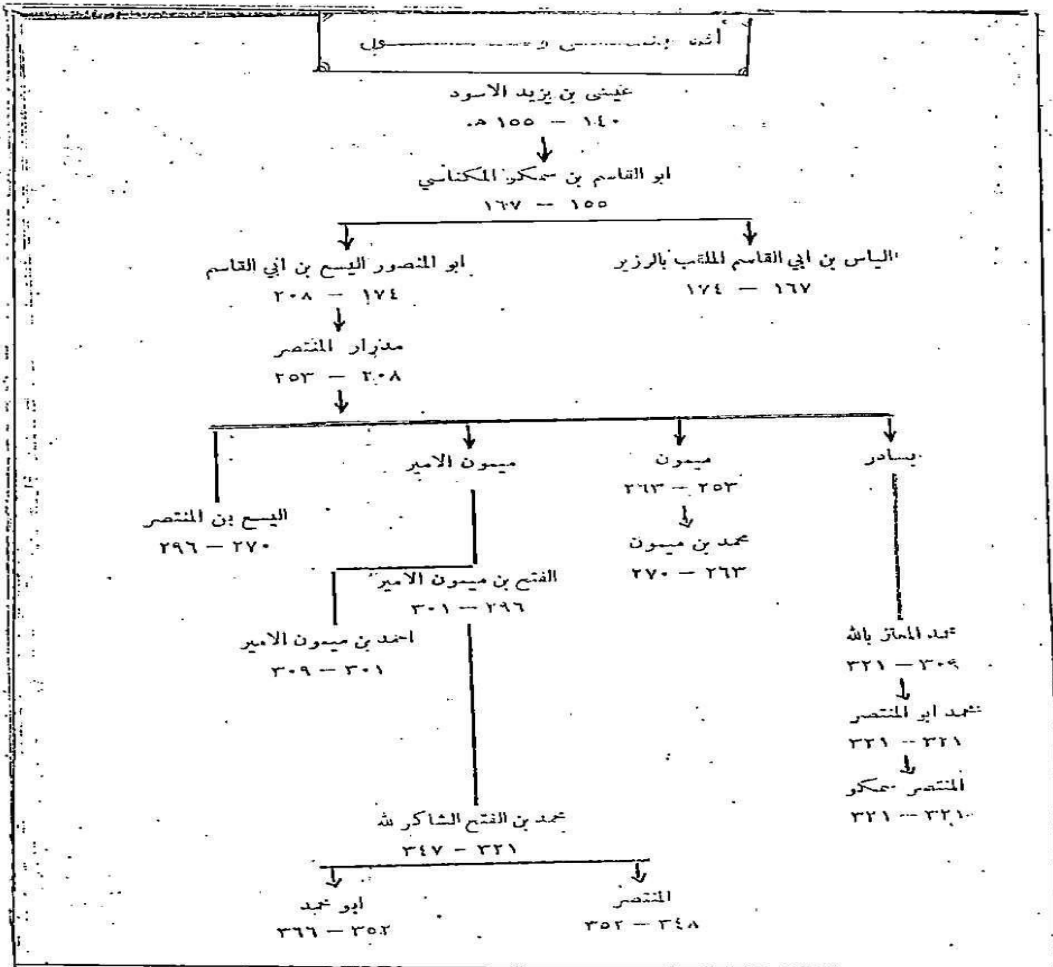 عيسى بن يزيد الاسود
١٤٠ – ١٥٥ ه.
ابو القاسم بن سمكو المكناسي
١٥٥ – ١٦٧
الياس بن ابي القاسم الملقب بالوزير
١٦٧ – ١٧٤
ابو المنصور اليسع بن ابي القاسم
١٧٤ – ٢٠٨
مدرار المنتصر
٢٠٨ – ٢٥٣
بسادر
ميمون
٢٥٣ – ٢٦٣
ميمون الامير
محمد بن ميمون
٢٦٣ – ٢٧٠
اليسع بن المنتصر
٢٧٠ – ٢٩٦
الفتح بن ميمون الامير
٢٩٦ – ٣٠١
احمد بن ميمون الامير
٣٠١ – ٣٠٩
محمد المعتز بالله
٣٠٩ – ٣٢١
محمد ابو المنتصر
٣٢١ – ٣٢١
المنتصر سمكو
٣٢١ – ٣٢١
محمد بن الفتح الشاكر لله
٣٢١ – ٣٤٧
المنتصر
٣٤٨ – ٣٥٢
ابو محمد
٣٥٢ – ٣٦٦